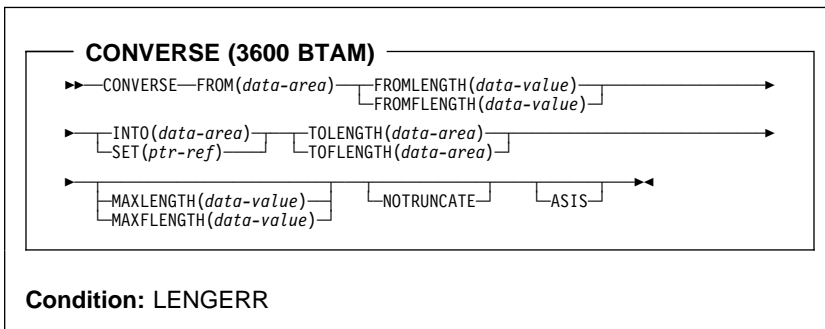 CONVERSE (3600 BTAM)
CONVERSE FROM(data-area) FROMLENGTH(data-value)
FROMFLENGTH(data-value)
INTO(data-area) TOLENGTH(data-area)
SET(ptr-ref) TOFLENGTH(data-area)
MAXLENGTH(data-value) NOTRUNCATE ASIS
MAXFLENGTH(data-value)
Condition: LENGERR